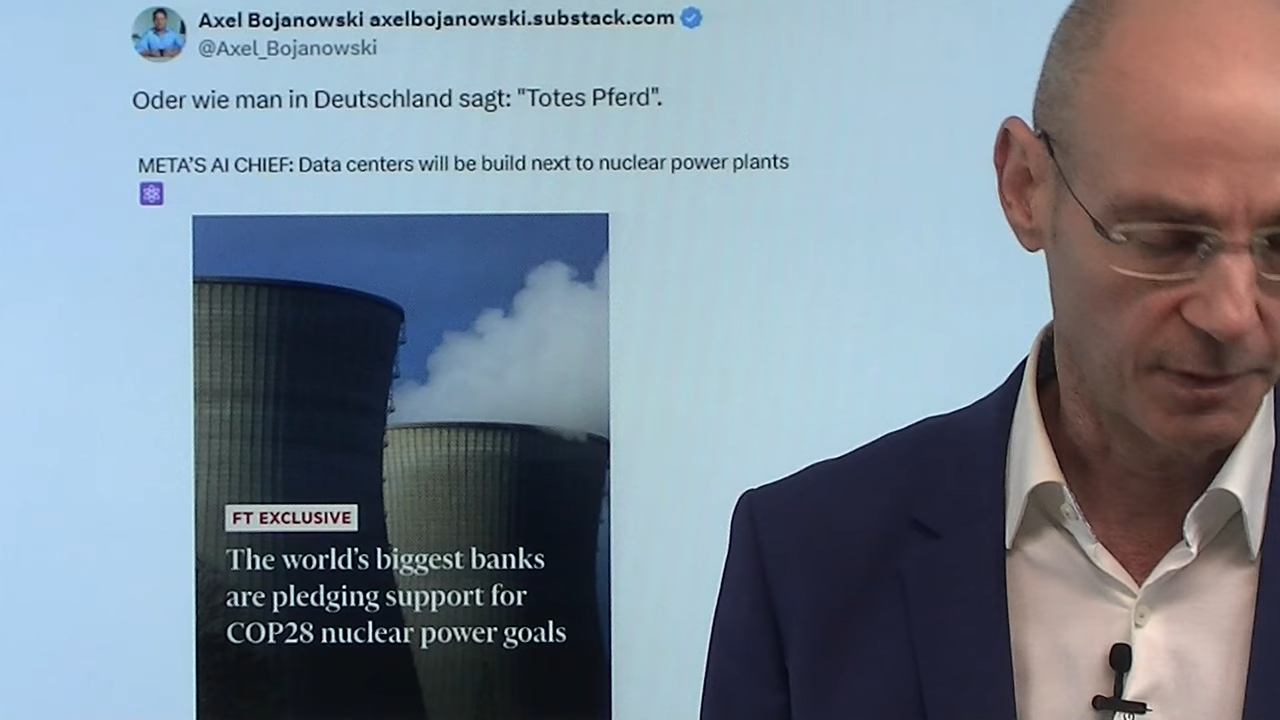 Axel Bojanowski axelbojanowski.substack.com
@Axel_Bojanowski
Oder wie man in Deutschland sagt: "Totes Pferd".
META'S AI CHIEF: Data centers will be build next to nuclear power plants
FT EXCLUSIVE
The world's biggest banks
are pledging support for
COP28 nuclear power goals